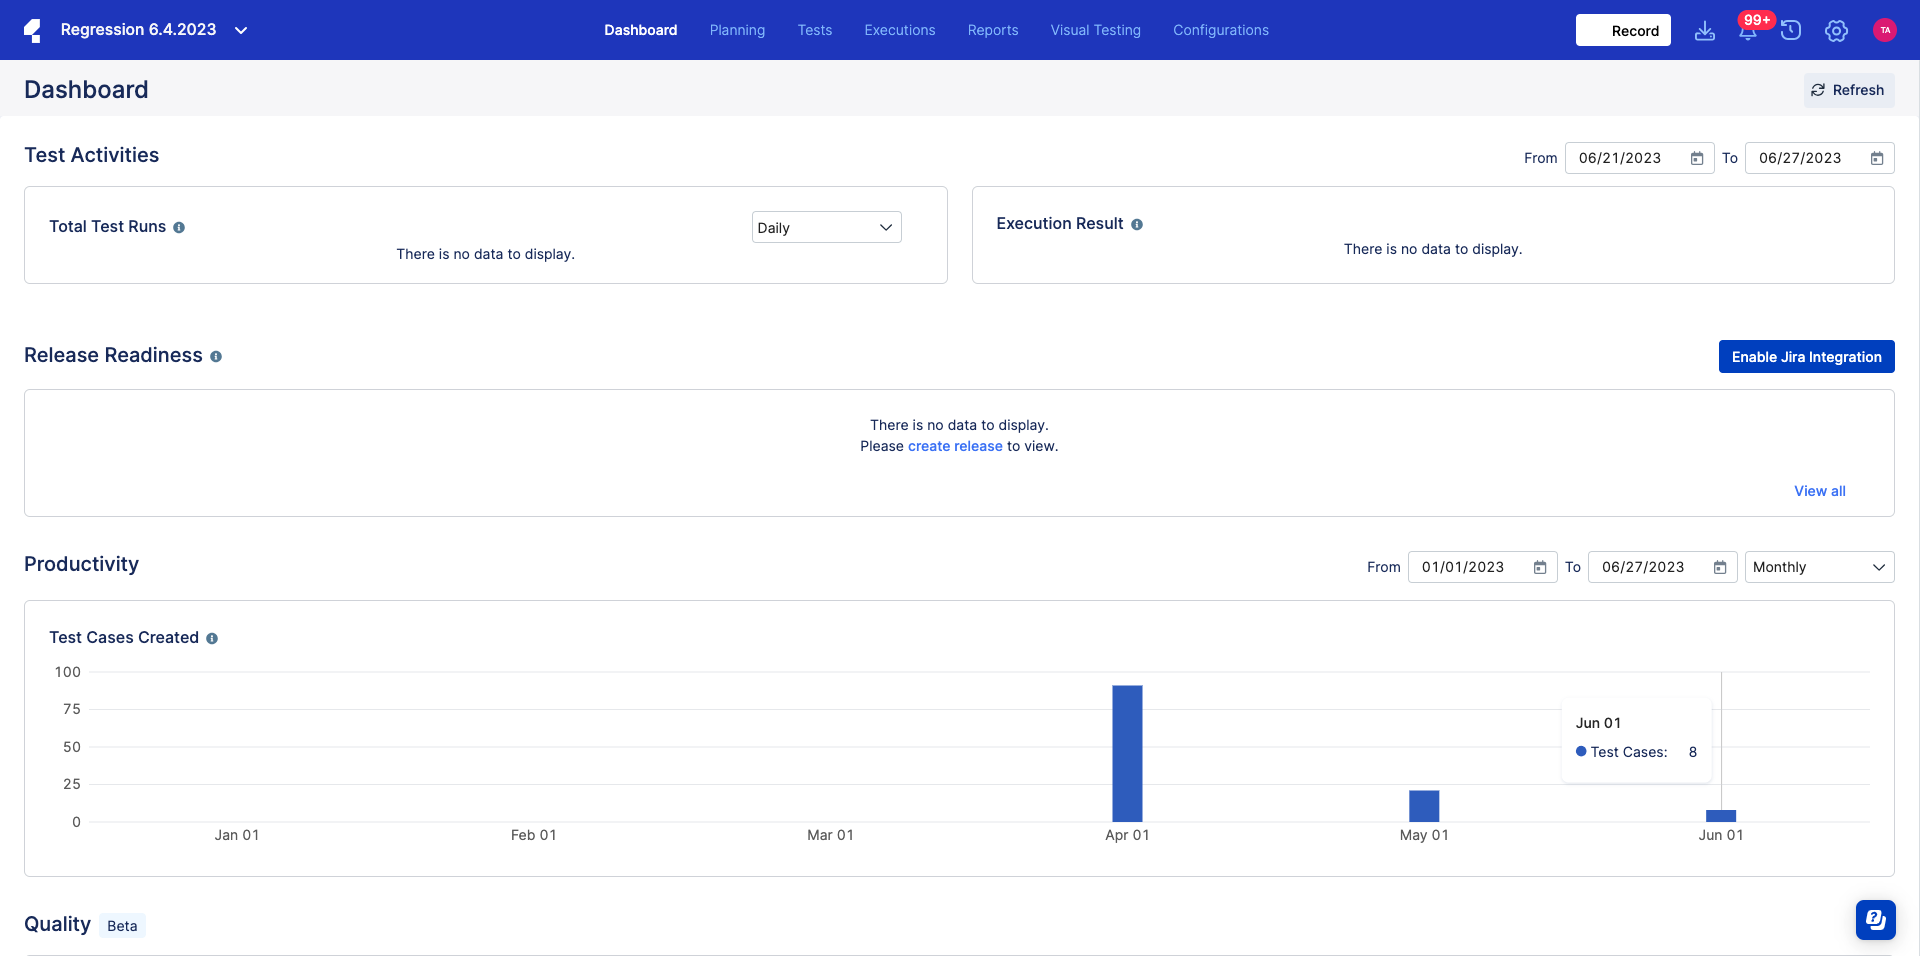 Regression 6.4.2023
Dashboard Planning Tests Executions Reports Visual Testing Configurations
Record
99+
TA
Dashboard
Refresh
Test Activities
From 06/21/2023 To 06/27/2023
Total Test Runs
Daily
There is no data to display.
Execution Result
There is no data to display.
Release Readiness
Enable Jira Integration
There is no data to display.
Please create release to view.
View all
Productivity
From 01/01/2023 To 06/27/2023 Monthly
Test Cases Created
100
75
50
25
0
Jun 01
Test Cases: 8
Jan 01 Feb 01 Mar 01 Apr 01 May 01 Jun 01
Quality Beta